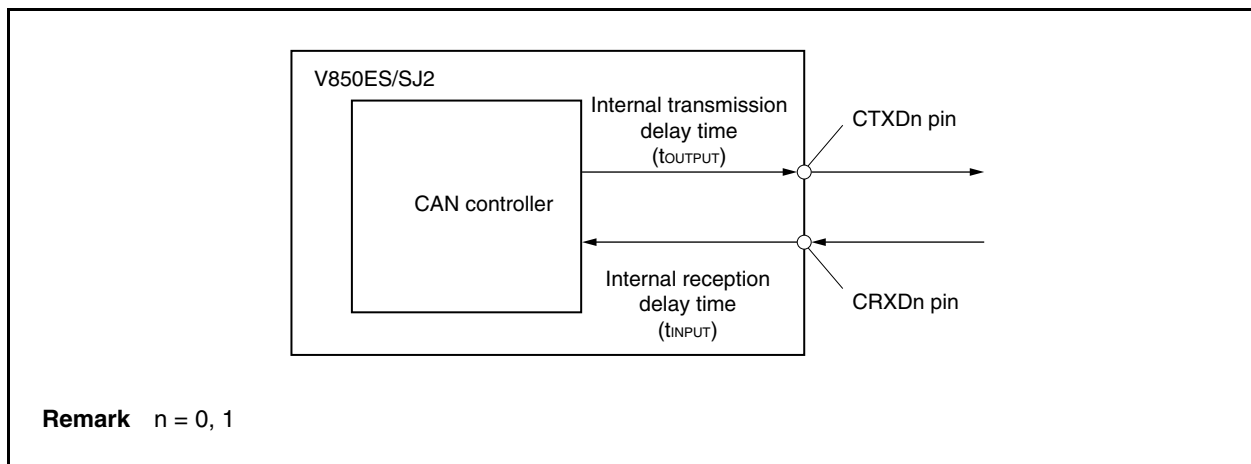 V850ES/SJ2
Internal transmission
delay time
(tOUTPUT)
CTXDn pin
CAN controller
Internal reception
delay time
(tINPUT)
CRXDn pin
Remark n = 0, 1